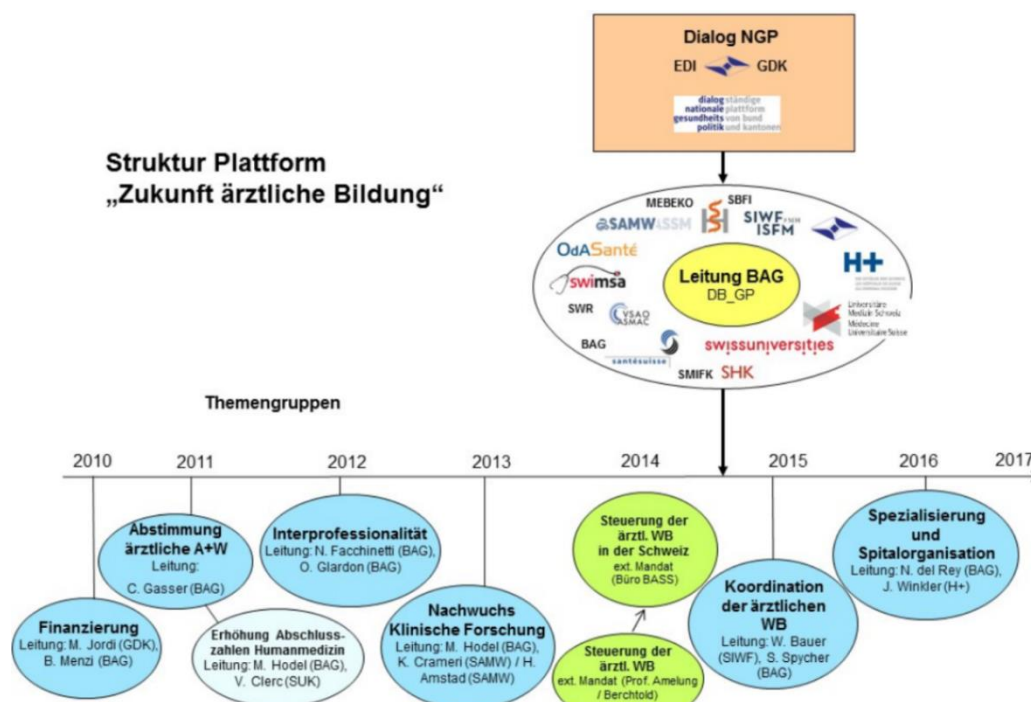 Dialog NGP
EDI GDK
dialog ständige
nationale plattform
gesundheits von bund
politik und kantonen
Struktur Plattform
„Zukunft ärztliche Bildung“
MEBEKO SBFI
SAMW ASSM
SIWF FMH
ISFM
OdASanté
H+
swimsa
Leitung BAG
DB_GP
SWR
VSAO
ASMAC
Universitäre
Medizin Schweiz
Médecine
Universitaire Suisse
BAG
santésuisse
swissuniversities
SMIFK SHK
Themengruppen
2010 2011 2012 2013 2014 2015 2016 2017
Finanzierung
Leitung: M. Jordi (GDK),
B. Menzi (BAG)
Abstimmung
ärztliche A+W
Leitung:
C. Gasser (BAG)
Erhöhung Abschluss-
zahlen Humanmedizin
Leitung: M. Hodel (BAG),
V. Clerc (SUK)
Interprofessionalität
Leitung: N. Facchinetti (BAG),
O. Glardon (BAG)
Nachwuchs
Klinische Forschung
Leitung: M. Hodel (BAG),
K. Crameri (SAMW) / H.
Amstad (SAMW)
Steuerung der
ärztl. WB
in der Schweiz
ext. Mandat
(Büro BASS)
Steuerung der
ärztl. WB
ext. Mandat (Prof. Amelung
/ Berchtold)
Koordination
der ärztlichen
WB
Leitung: W. Bauer
(SIWF), S. Spycher
(BAG)
Spezialisierung
und
Spitalorganisation
Leitung: N. del Rey (BAG),
J. Winkler (H+)